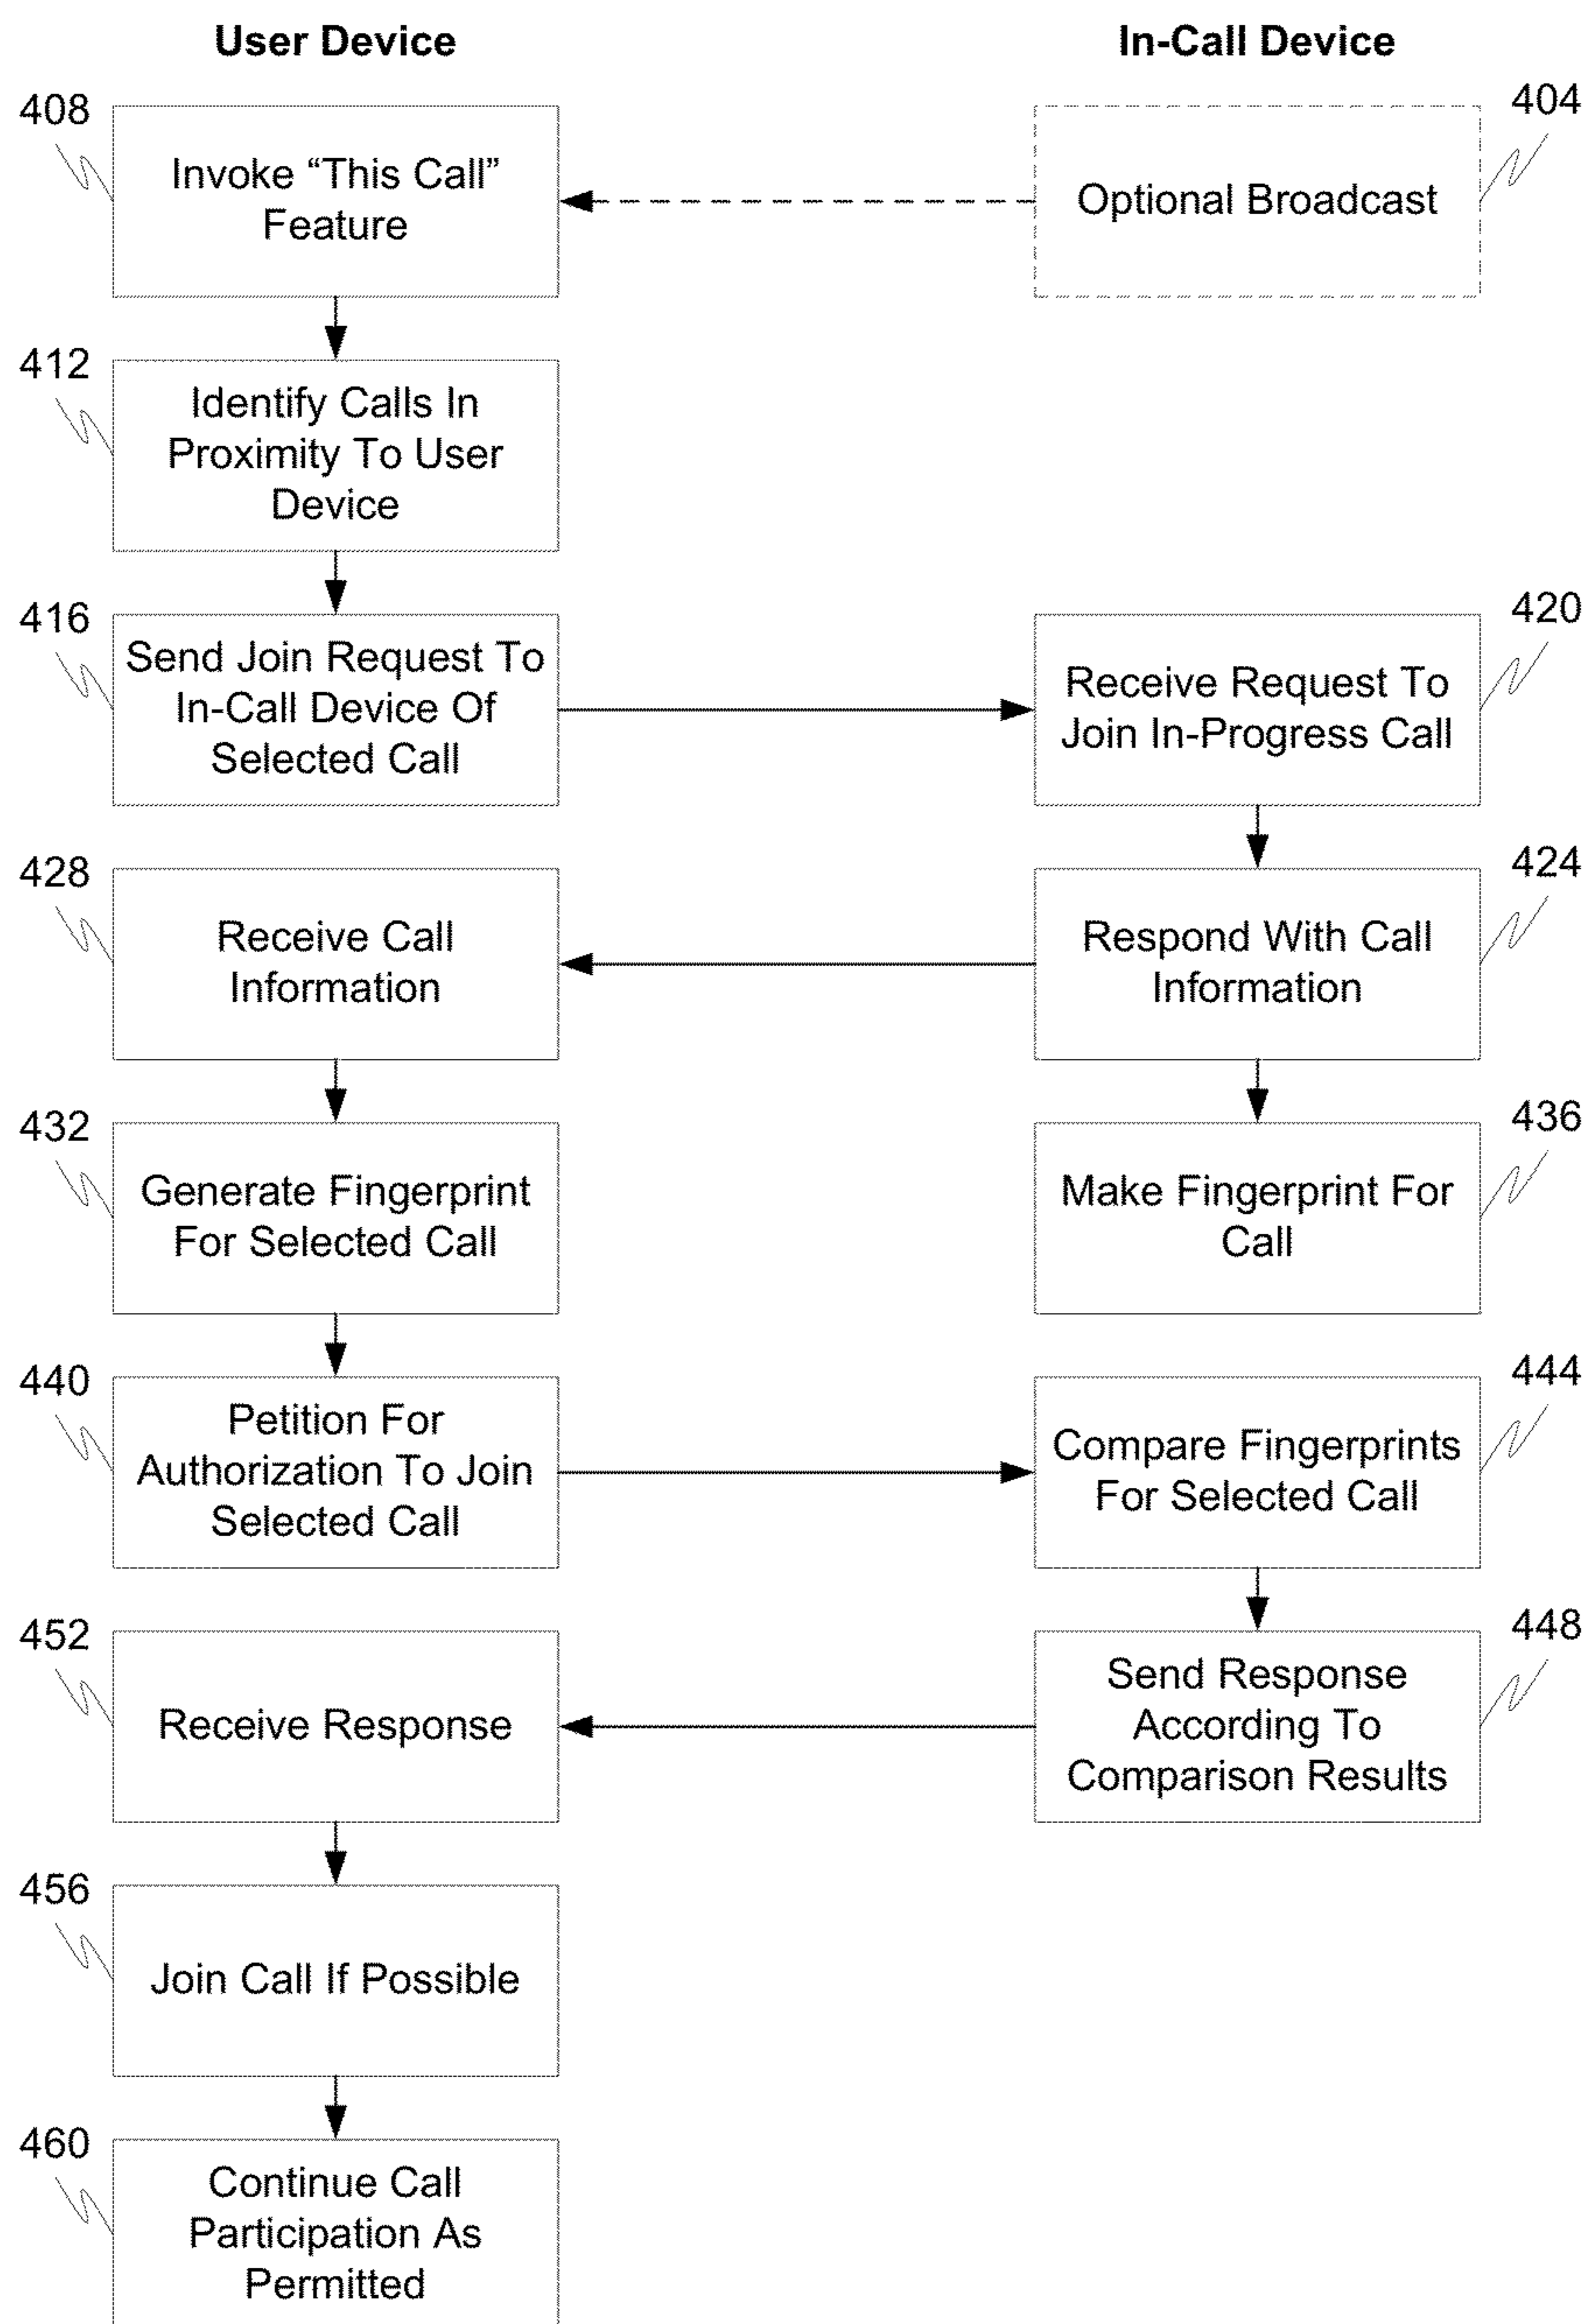 User Device
In-Call Device
408
404
Invoke “This Call”
Feature
Optional Broadcast
412
Identify Calls In
Proximity To User
Device
416
420
Send Join Request To
In-Call Device Of
Selected Call
Receive Request To
Join In-Progress Call
428
424
Receive Call
Information
Respond With Call
Information
432
436
Generate Fingerprint
For Selected Call
Make Fingerprint For
Call
440
444
Petition For
Authorization To Join
Selected Call
Compare Fingerprints
For Selected Call
452
448
Receive Response
Send Response
According To
Comparison Results
456
Join Call If Possible
460
Continue Call
Participation As
Permitted